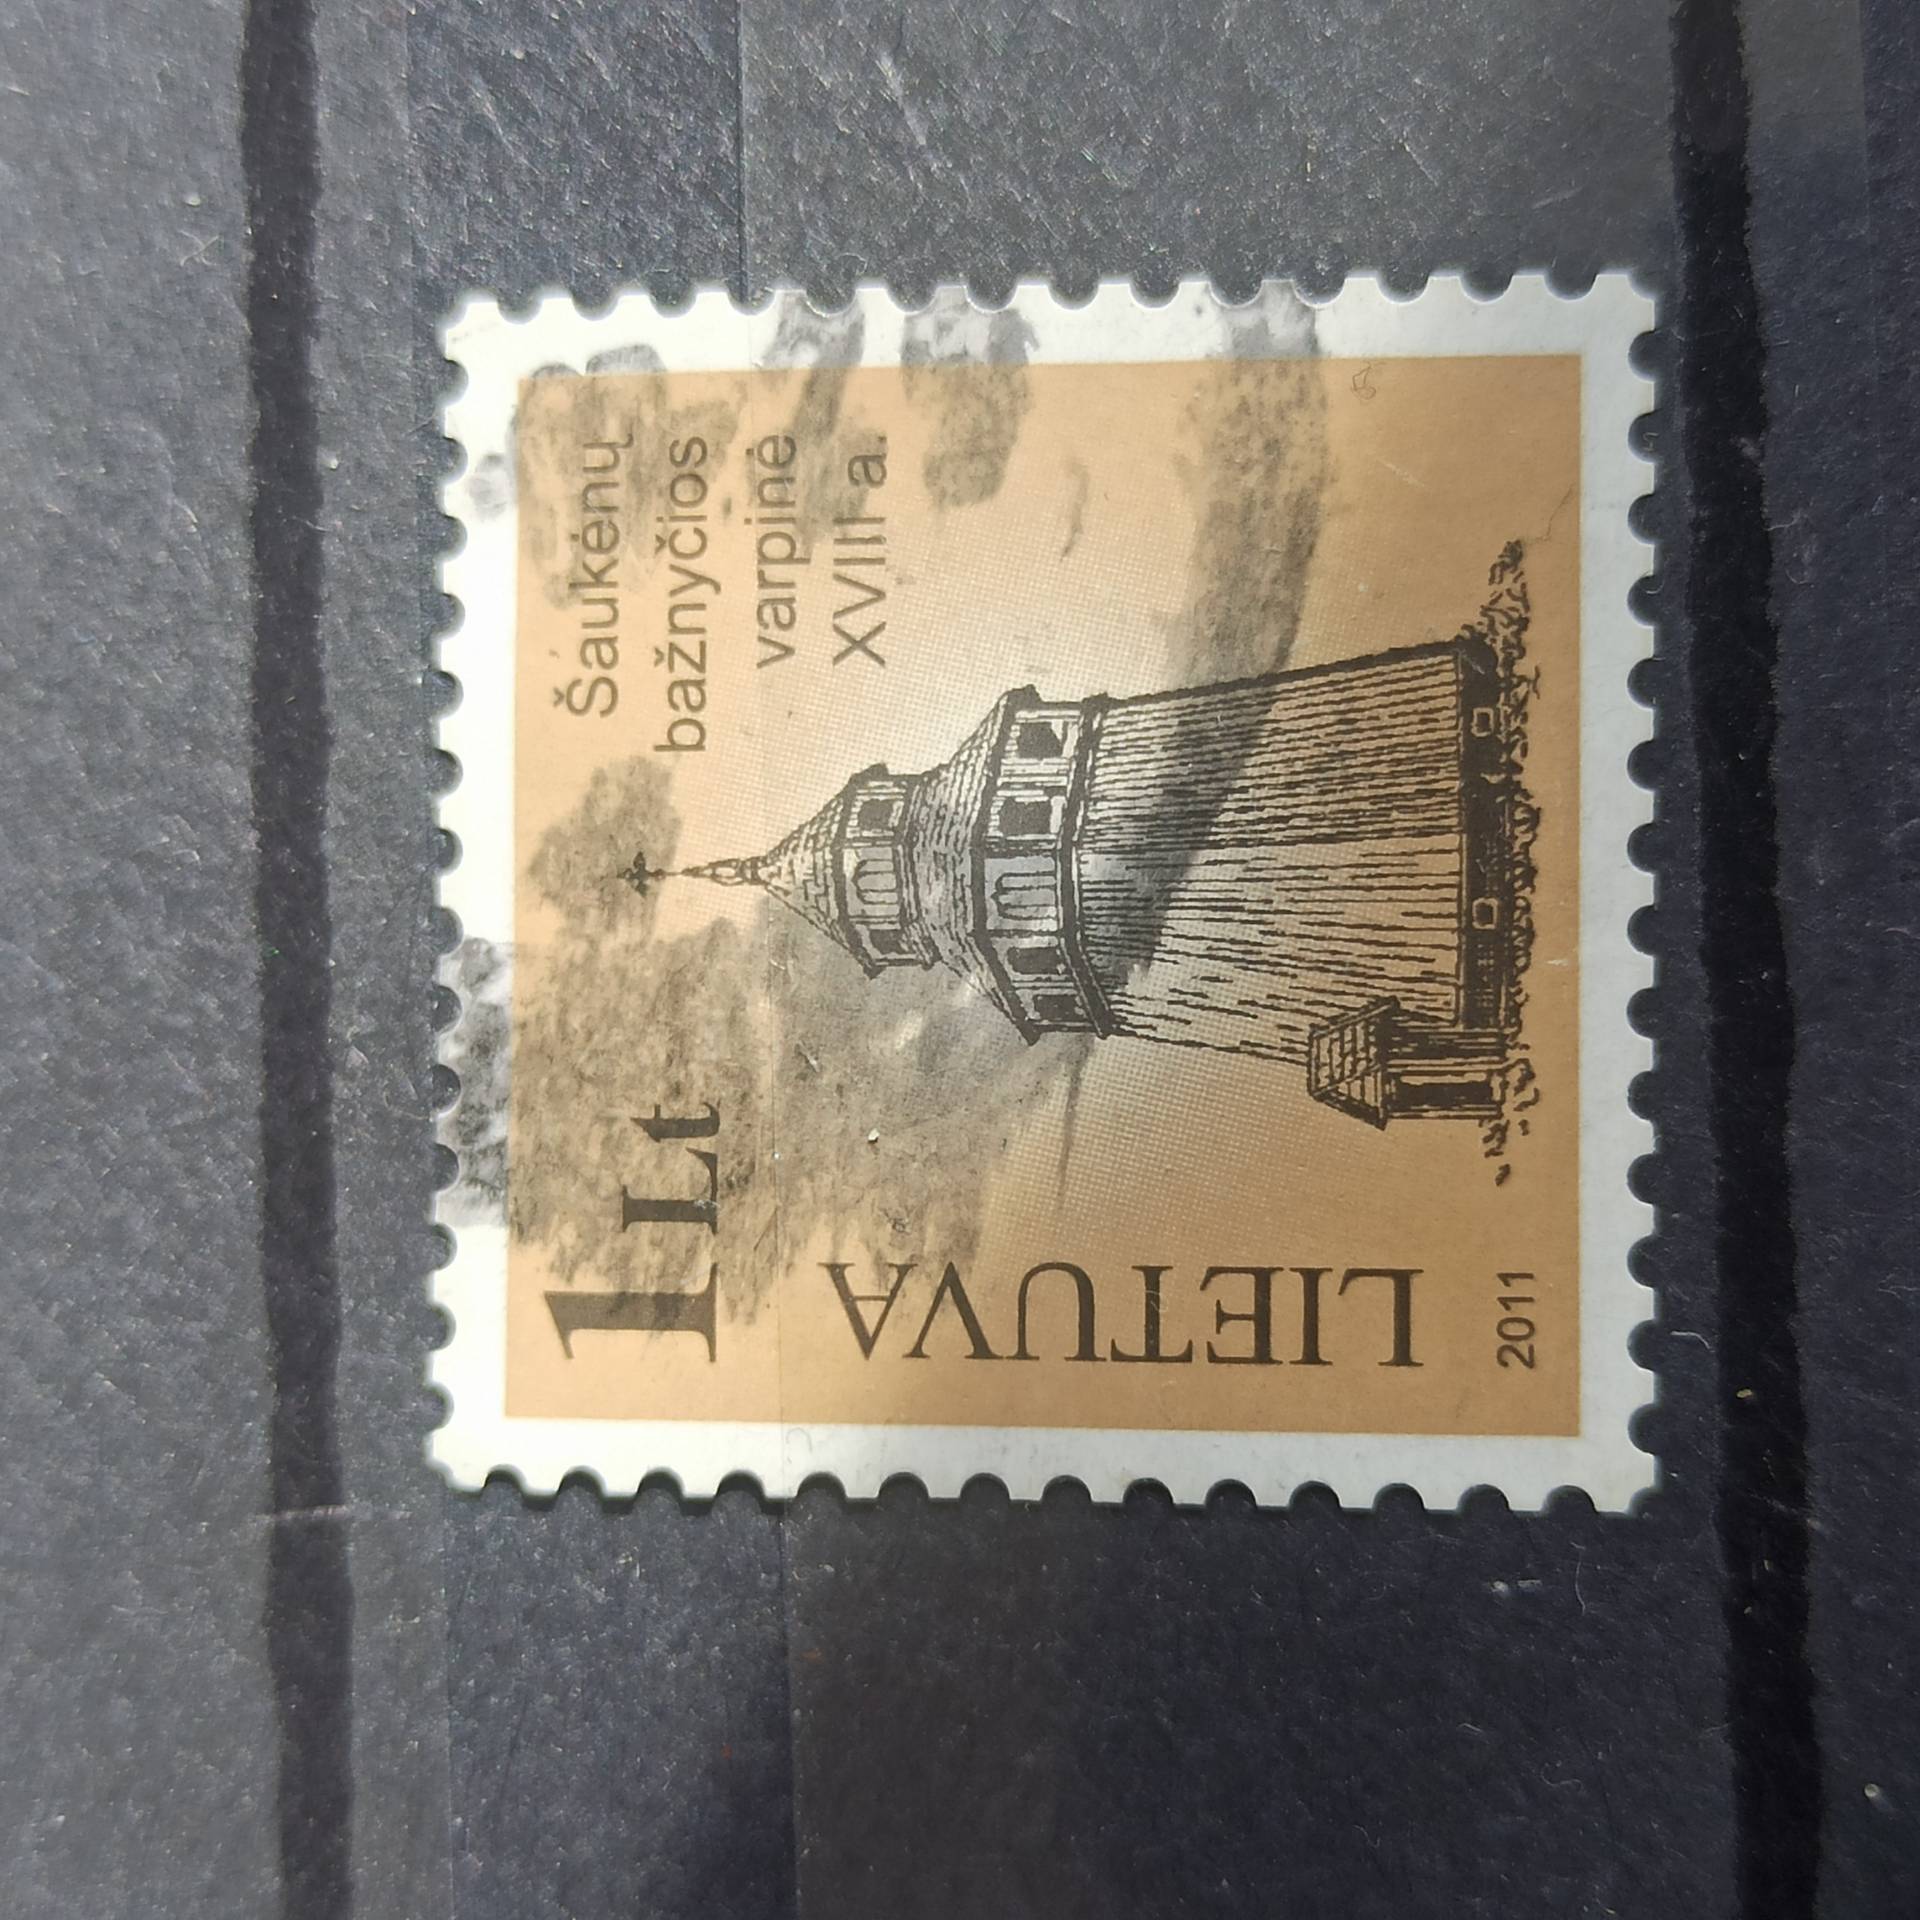 1 Lt
Šaukėnų
bažnyčios
varpinė
XVIII a.
LIETUVA
2011